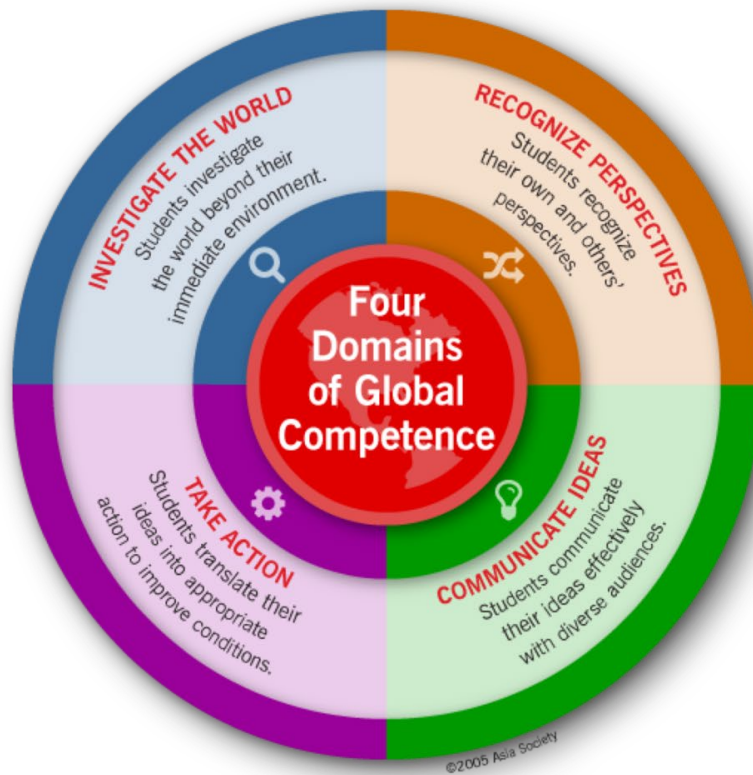 INVESTIGATE THE WORLD
Students investigate
the world beyond their
immediate environment.
RECOGNIZE PERSPECTIVES
Students recognize
their own and others'
perspectives.
Four
Domains
of Global
Competence
TAKE ACTION
Students translate their
ideas into appropriate
action to improve conditions.
COMMUNICATE IDEAS
Students communicate
their ideas effectively
with diverse audiences.
©2005 Asia Society